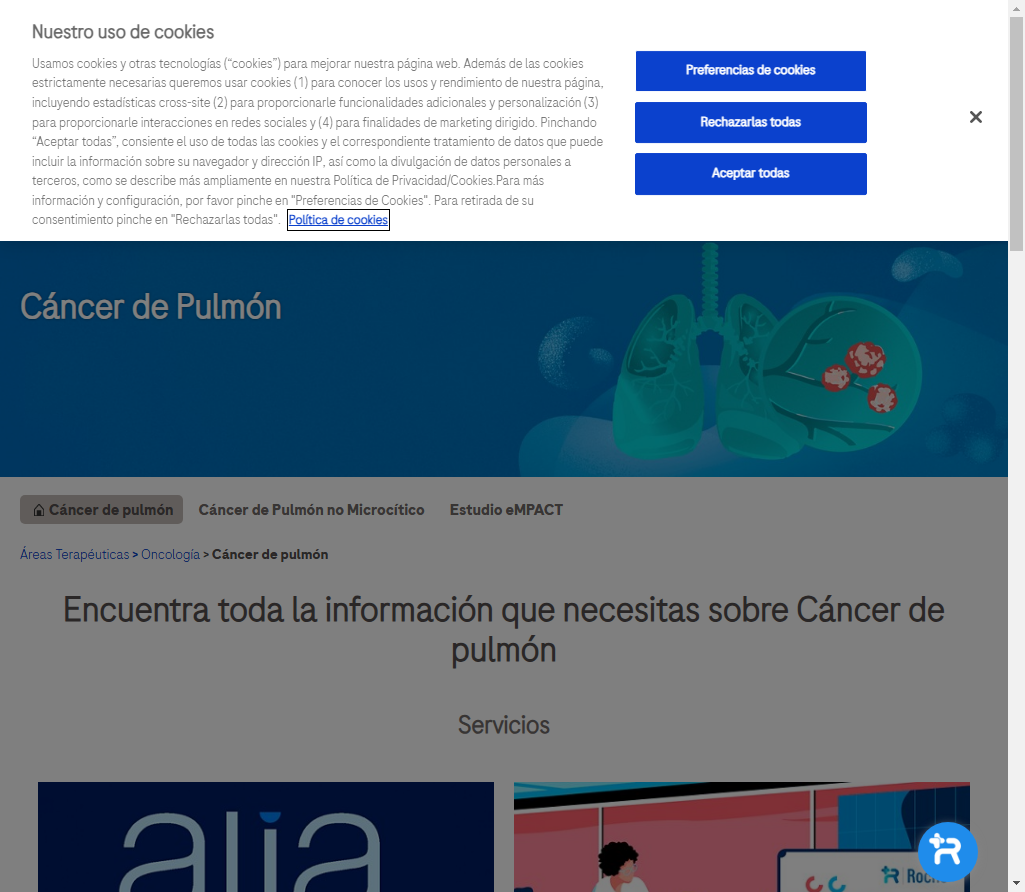 Nuestro uso de cookies
Usamos cookies y otras tecnologías (“cookies”) para mejorar nuestra página web. Además de las cookies
estrictamente necesarias queremos usar cookies (1) para conocer los usos y rendimiento de nuestra página,
incluyendo estadísticas cross-site (2) para proporcionarle funcionalidades adicionales y personalización (3)
para proporcionarle interacciones en redes sociales y (4) para finalidades de marketing dirigido. Pinchando
“Aceptar todas”, consiente el uso de todas las cookies y el correspondiente tratamiento de datos que puede
incluir la información sobre su navegador y dirección IP, así como la divulgación de datos personales a
terceros, como se describe más ampliamente en nuestra Política de Privacidad/Cookies.Para más
información y configuración, por favor pinche en "Preferencias de Cookies". Para retirada de su
consentimiento pinche en "Rechazarlas todas". Política de cookies
Preferencias de cookies
Rechazarlas todas
Aceptar todas
Cáncer de Pulmón
Cáncer de pulmón Cáncer de Pulmón no Microcítico Estudio eMPACT
Áreas Terapéuticas > Oncología > Cáncer de pulmón
Encuentra toda la información que necesitas sobre Cáncer de
pulmón
Servicios
alia